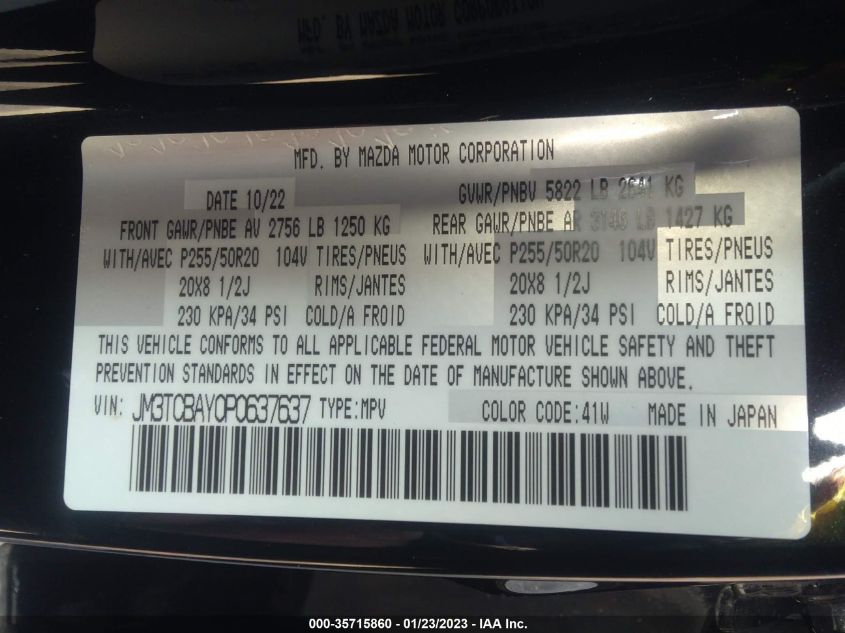 MFD. BY MAZDA MOTOR CORPORATION
DATE 10/22 GVWR/PNBV 5822 LB 2641 KG
FRONT GAWR/PNBE AV 2756 LB 1250 KG REAR GAWR/PNBE AR 3146 LB 1427 KG
WITH/AVEC P255/50R20 104V TIRES/PNEUS WITH/AVEC P255/50R20 104V TIRES/PNEUS
20X8 1/2J RIMS/JANTES 20X8 1/2J RIMS/JANTES
230 KPA/34 PSI COLD/A FROID 230 KPA/34 PSI COLD/A FROID
THIS VEHICLE CONFORMS TO ALL APPLICABLE FEDERAL MOTOR VEHICLE SAFETY AND THEFT
PREVENTION STANDARDS IN EFFECT ON THE DATE OF MANUFACTURE SHOWN ABOVE.
VIN: JM3TCBAY0P0637637 TYPE:MPV COLOR CODE:41W MADE IN JAPAN
000-35715860 - 01/23/2023 - IAA Inc.